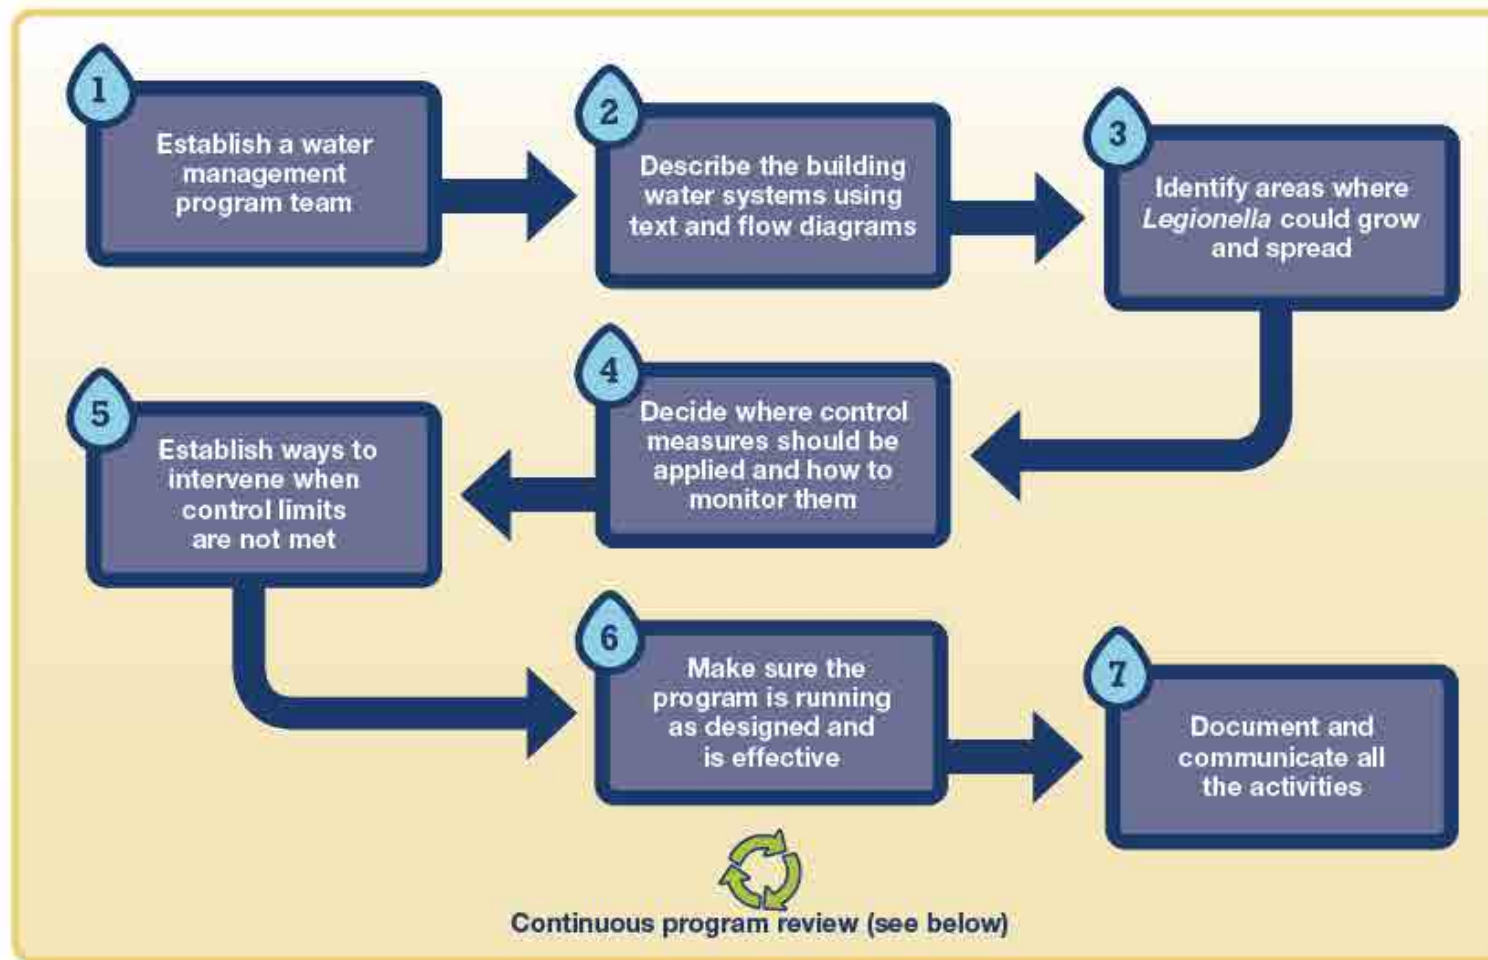 1
Establish a water
management
program team
2
Describe the building
water systems using
text and flow diagrams
3
Identify areas where
Legionella could grow
and spread
4
Decide where control
measures should be
applied and how to
monitor them
5
Establish ways to
intervene when
control limits
are not met
6
Make sure the
program is running
as designed and
is effective
7
Document and
communicate all
the activities
Continuous program review (see below)